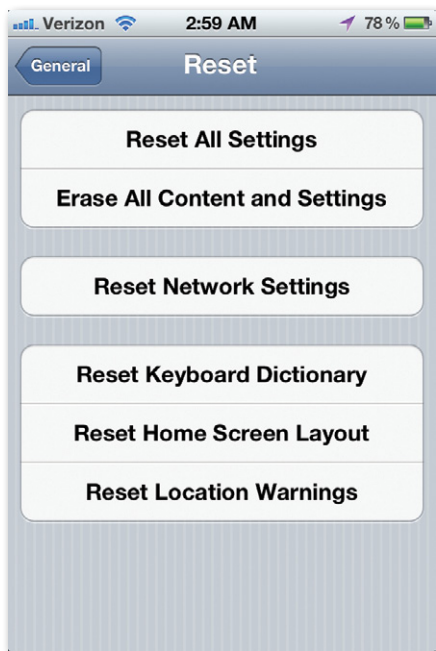 Verizon 2:59 AM 78%
General Reset
Reset All Settings
Erase All Content and Settings
Reset Network Settings
Reset Keyboard Dictionary
Reset Home Screen Layout
Reset Location Warnings